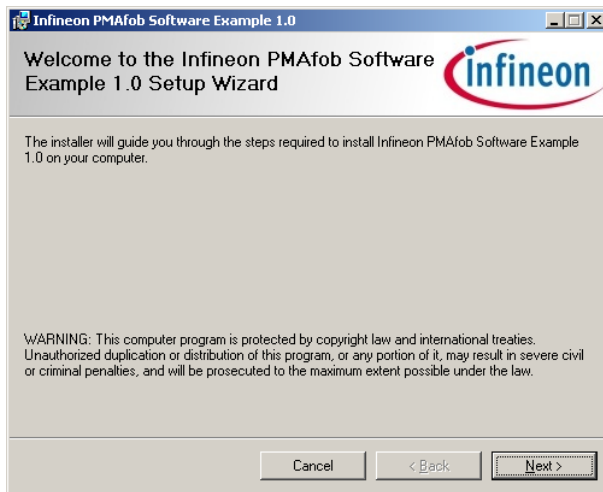 Infineon PMAfob Software Example 1.0
Welcome to the Infineon PMAfob Software
Example 1.0 Setup Wizard
infineon
The installer will guide you through the steps required to install Infineon PMAfob Software Example
1.0 on your computer.
WARNING: This computer program is protected by copyright law and international treaties.
Unauthorized duplication or distribution of this program, or any portion of it, may result in severe civil
or criminal penalties, and will be prosecuted to the maximum extent possible under the law.
Cancel < Back Next >